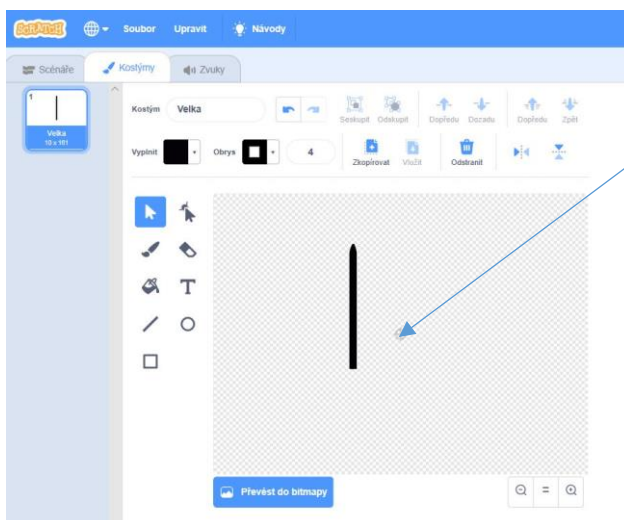 SCRATCH Soubor Upravit Návody
Scénáře Kostýmy Zvuky
1
Velka
10 x 161
Kostým Velka Seskupit Odskupit Dopředu Dozadu Dopředu Zpět
Vyplnit Obrys 4 Zkopírovat Vložit Odstranit
T
Převést do bitmapy =